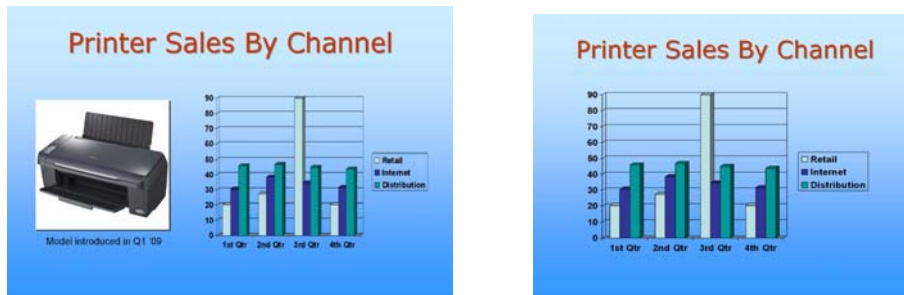 Printer Sales By Channel
90
80
70
60
50
40
30
20
10
0
1st Qtr 2nd Qtr 3rd Qtr 4th Qtr
Retail
Internet
Distribution
Model introduced in Q1 '09
Printer Sales By Channel
90
80
70
60
50
40
30
20
10
0
1st Qtr 2nd Qtr 3rd Qtr 4th Qtr
Retail
Internet
Distribution